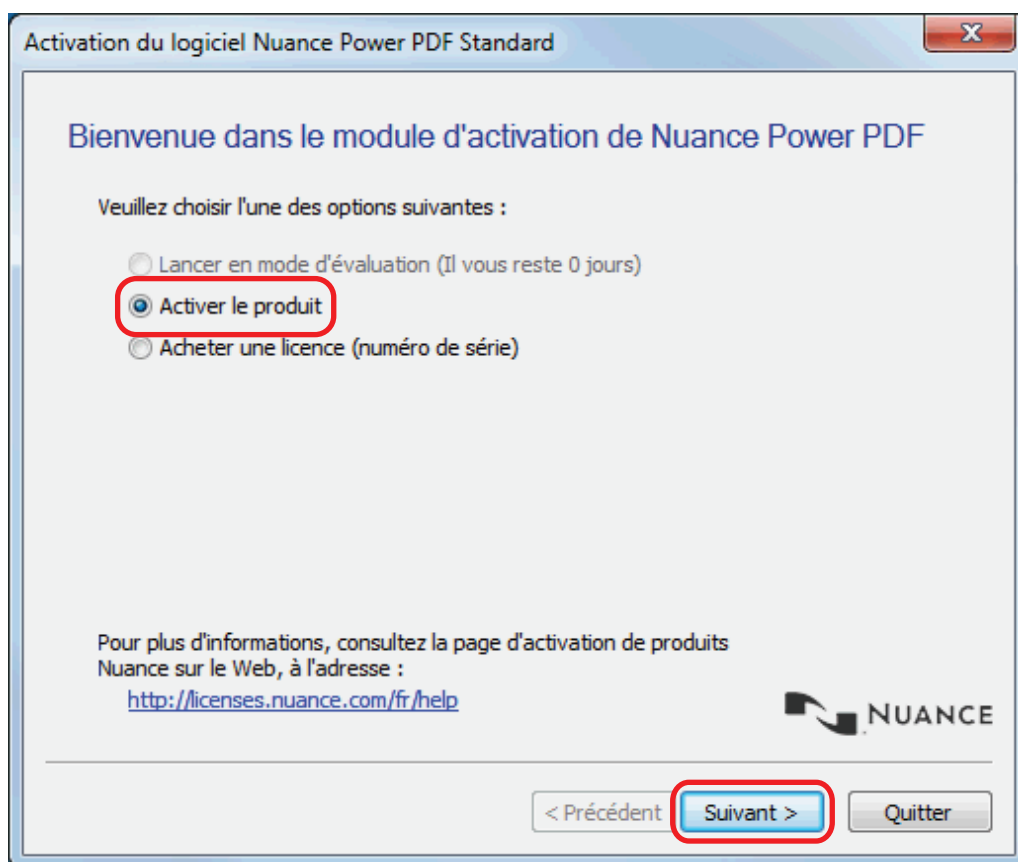 Activation du logiciel Nuance Power PDF Standard
X
Bienvenue dans le module d'activation de Nuance Power PDF
Veuillez choisir l'une des options suivantes :
Lancer en mode d'évaluation (Il vous reste 0 jours)
Activer le produit
Acheter une licence (numéro de série)
Pour plus d'informations, consultez la page d'activation de produits
Nuance sur le Web, à l'adresse :
http://licenses.nuance.com/fr/help
NUANCE
< Précédent Suivant > Quitter